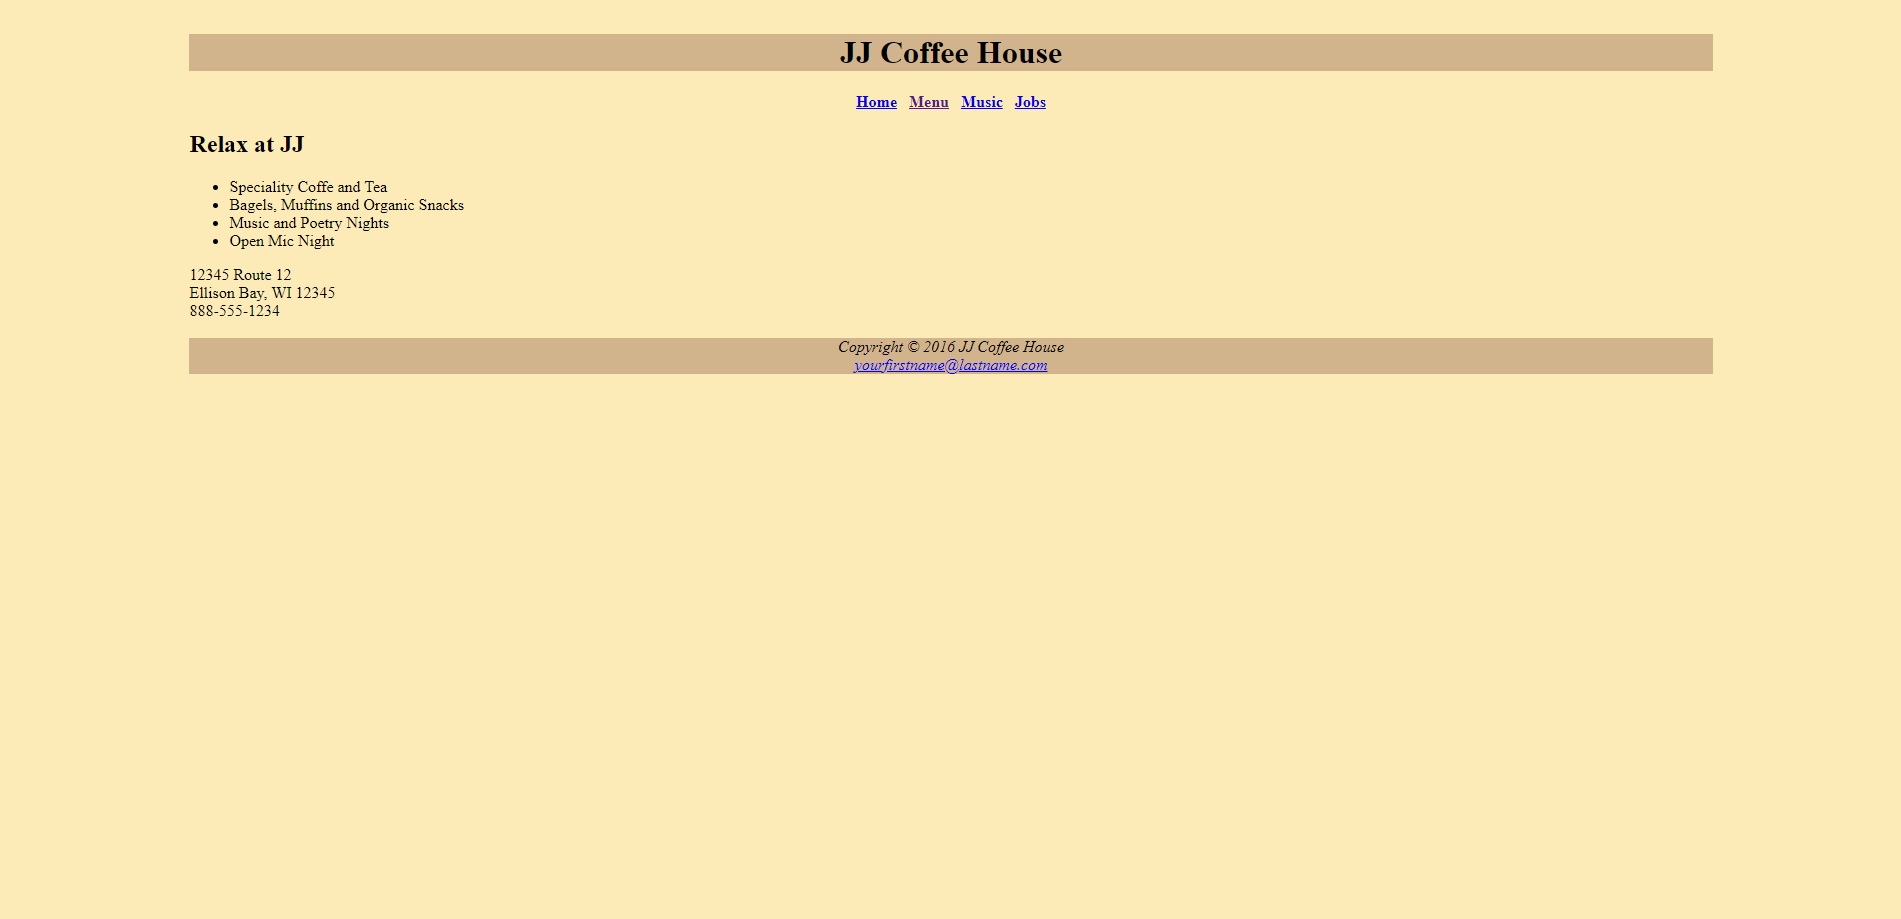 JJ Coffee House
Home Menu Music Jobs
Relax at JJ
Speciality Coffe and Tea
Bagels, Muffins and Organic Snacks
Music and Poetry Nights
Open Mic Night
12345 Route 12
Ellison Bay, WI 12345
888-555-1234
Copyright © 2016 JJ Coffee House
yourfirstname@lastname.com